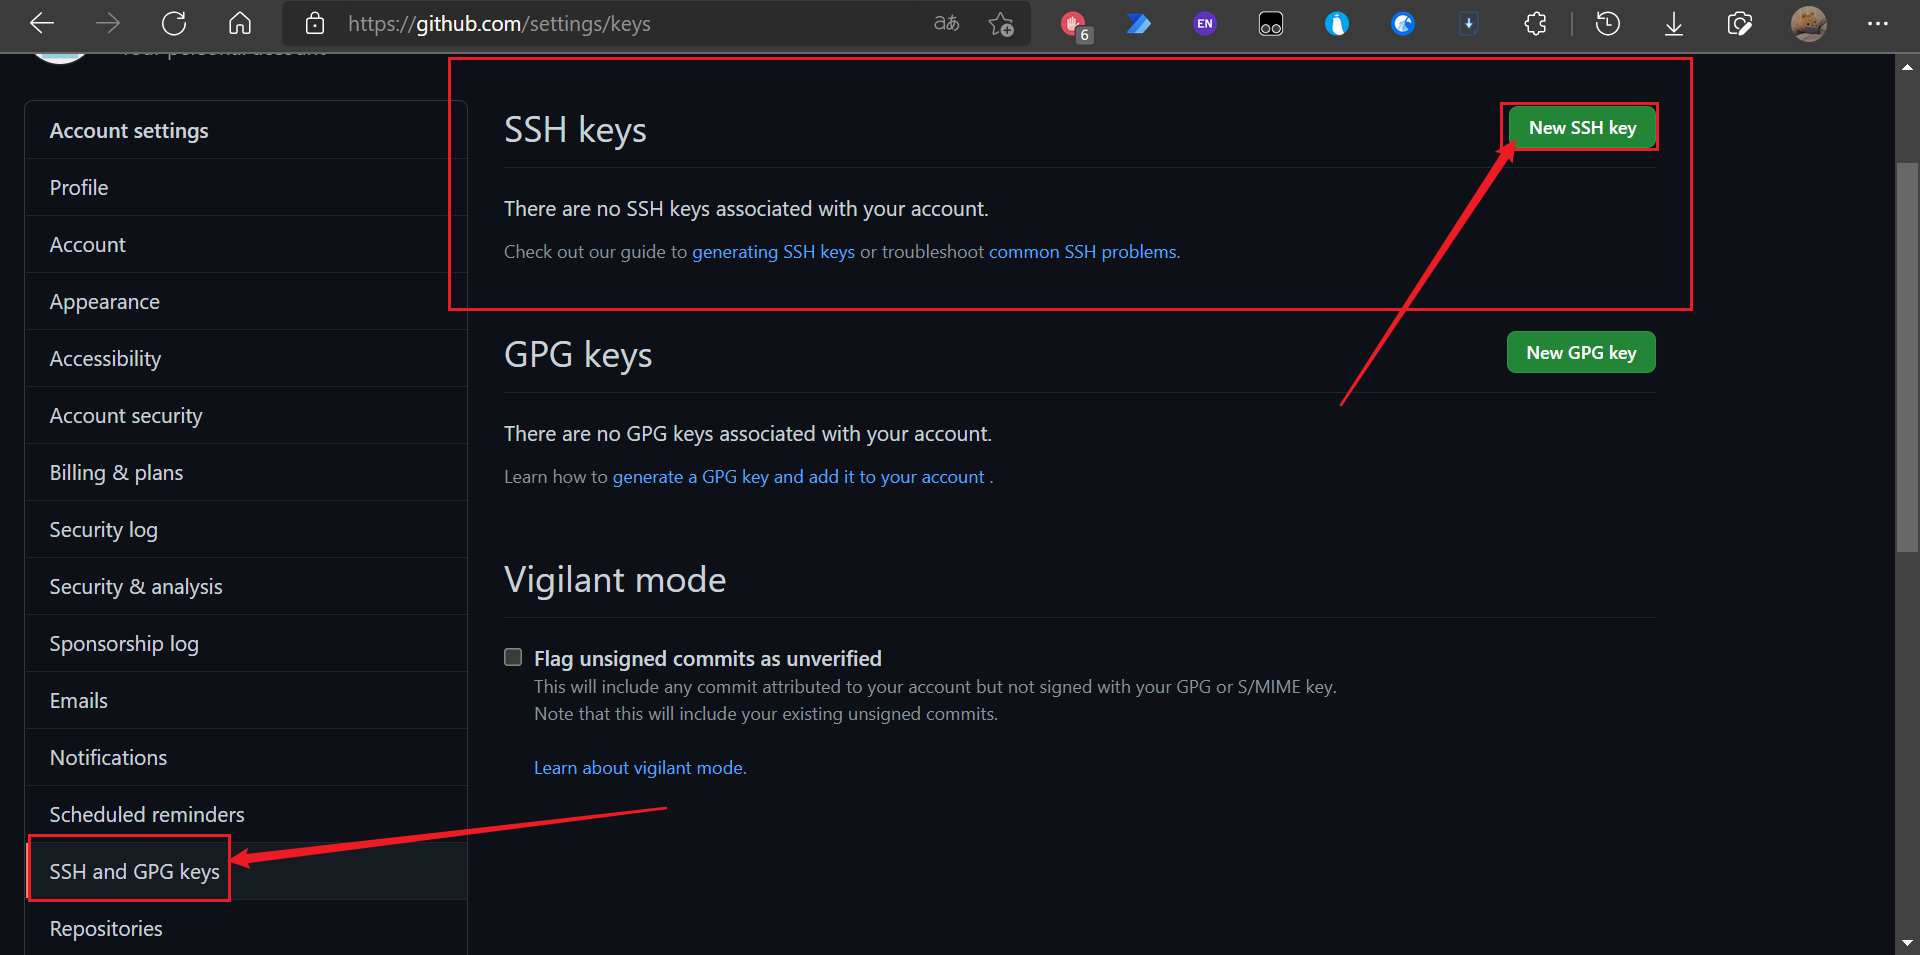 https://github.com/settings/keys
aあ
6
EN
Your personal account
Account settings
Profile
Account
Appearance
Accessibility
Account security
Billing & plans
Security log
Security & analysis
Sponsorship log
Emails
Notifications
Scheduled reminders
SSH and GPG keys
Repositories
SSH keys
New SSH key
There are no SSH keys associated with your account.
Check out our guide to generating SSH keys or troubleshoot common SSH problems.
GPG keys
New GPG key
There are no GPG keys associated with your account.
Learn how to generate a GPG key and add it to your account .
Vigilant mode
Flag unsigned commits as unverified
This will include any commit attributed to your account but not signed with your GPG or S/MIME key.
Note that this will include your existing unsigned commits.
Learn about vigilant mode.